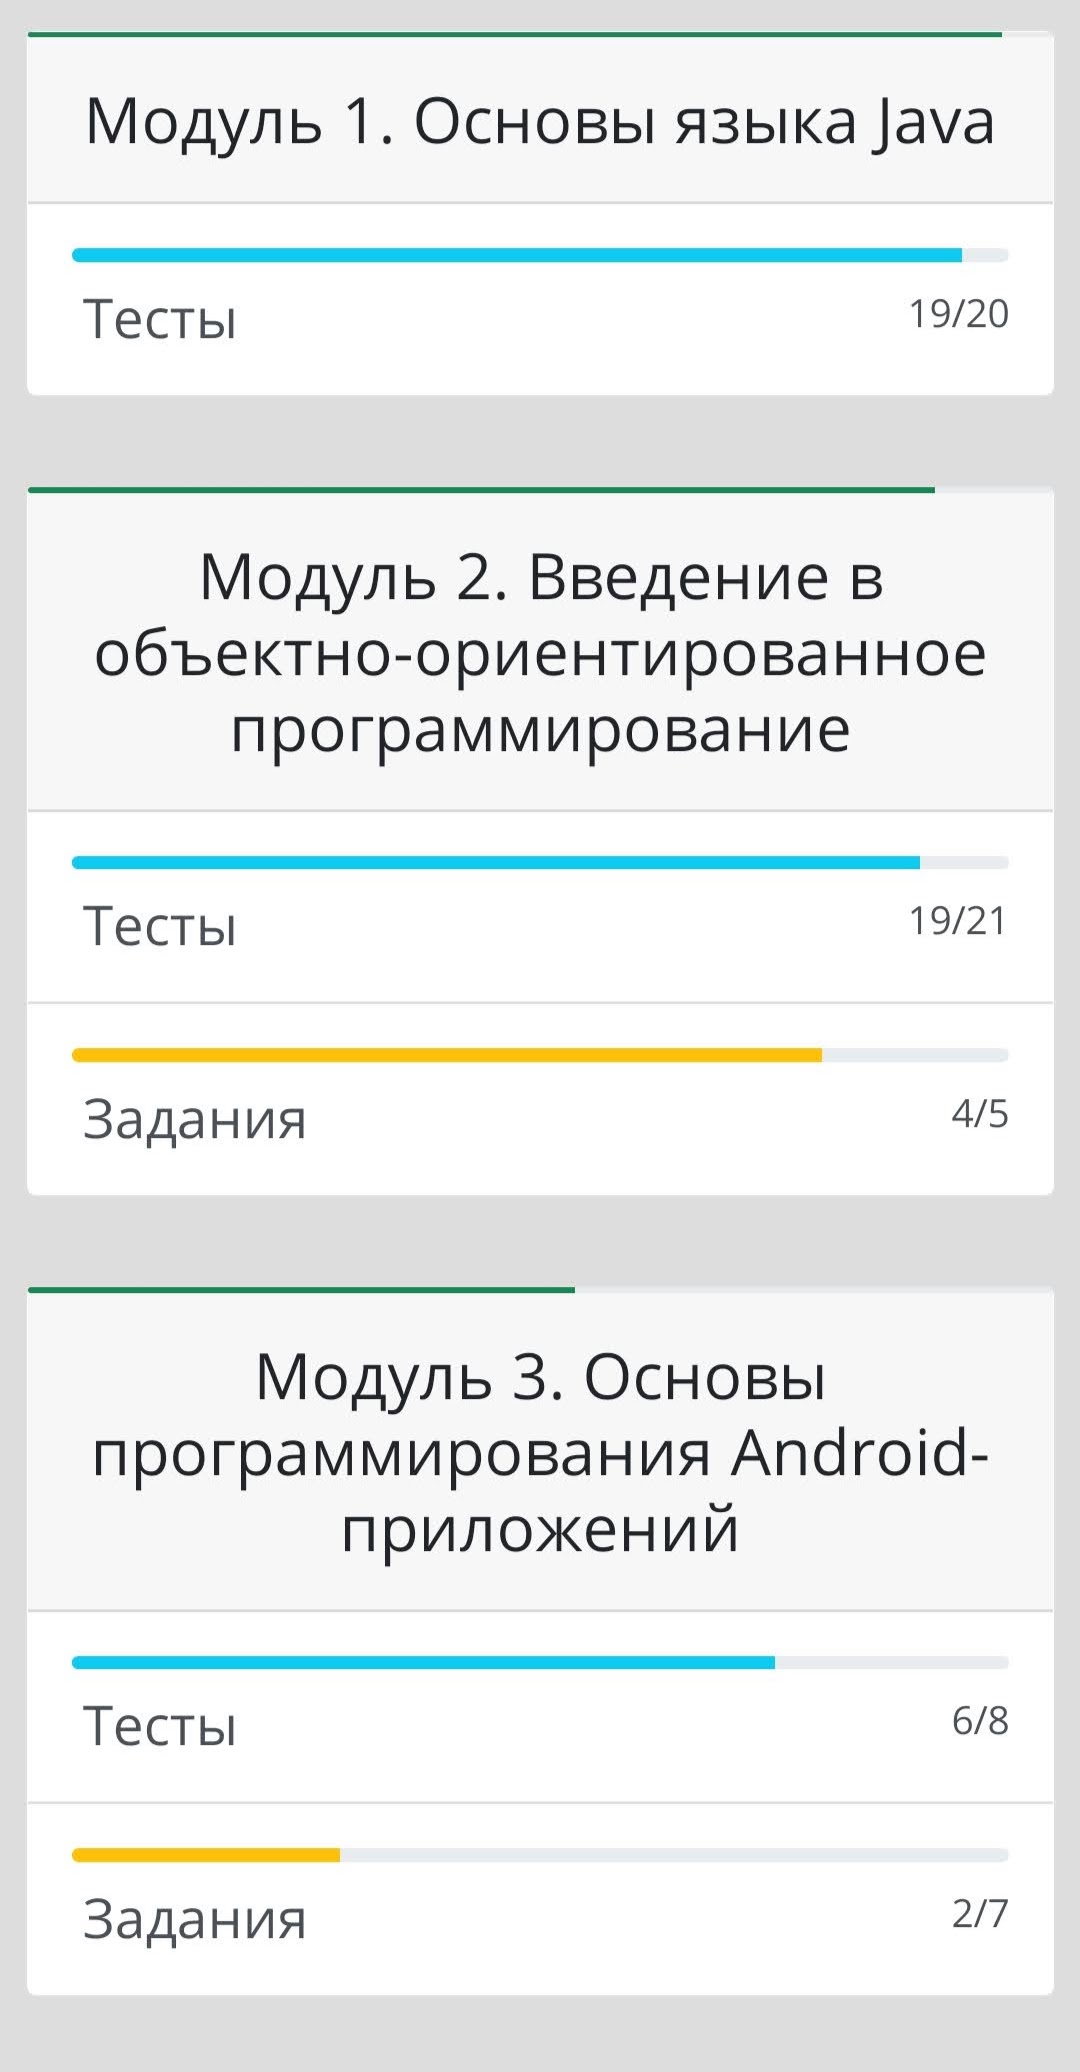 Модуль 1. Основы языка Java
Тесты 19/20
Модуль 2. Введение в
объектно-ориентированное
программирование
Тесты 19/21
Задания 4/5
Модуль 3. Основы
программирования Android-
приложений
Тесты 6/8
Задания 2/7